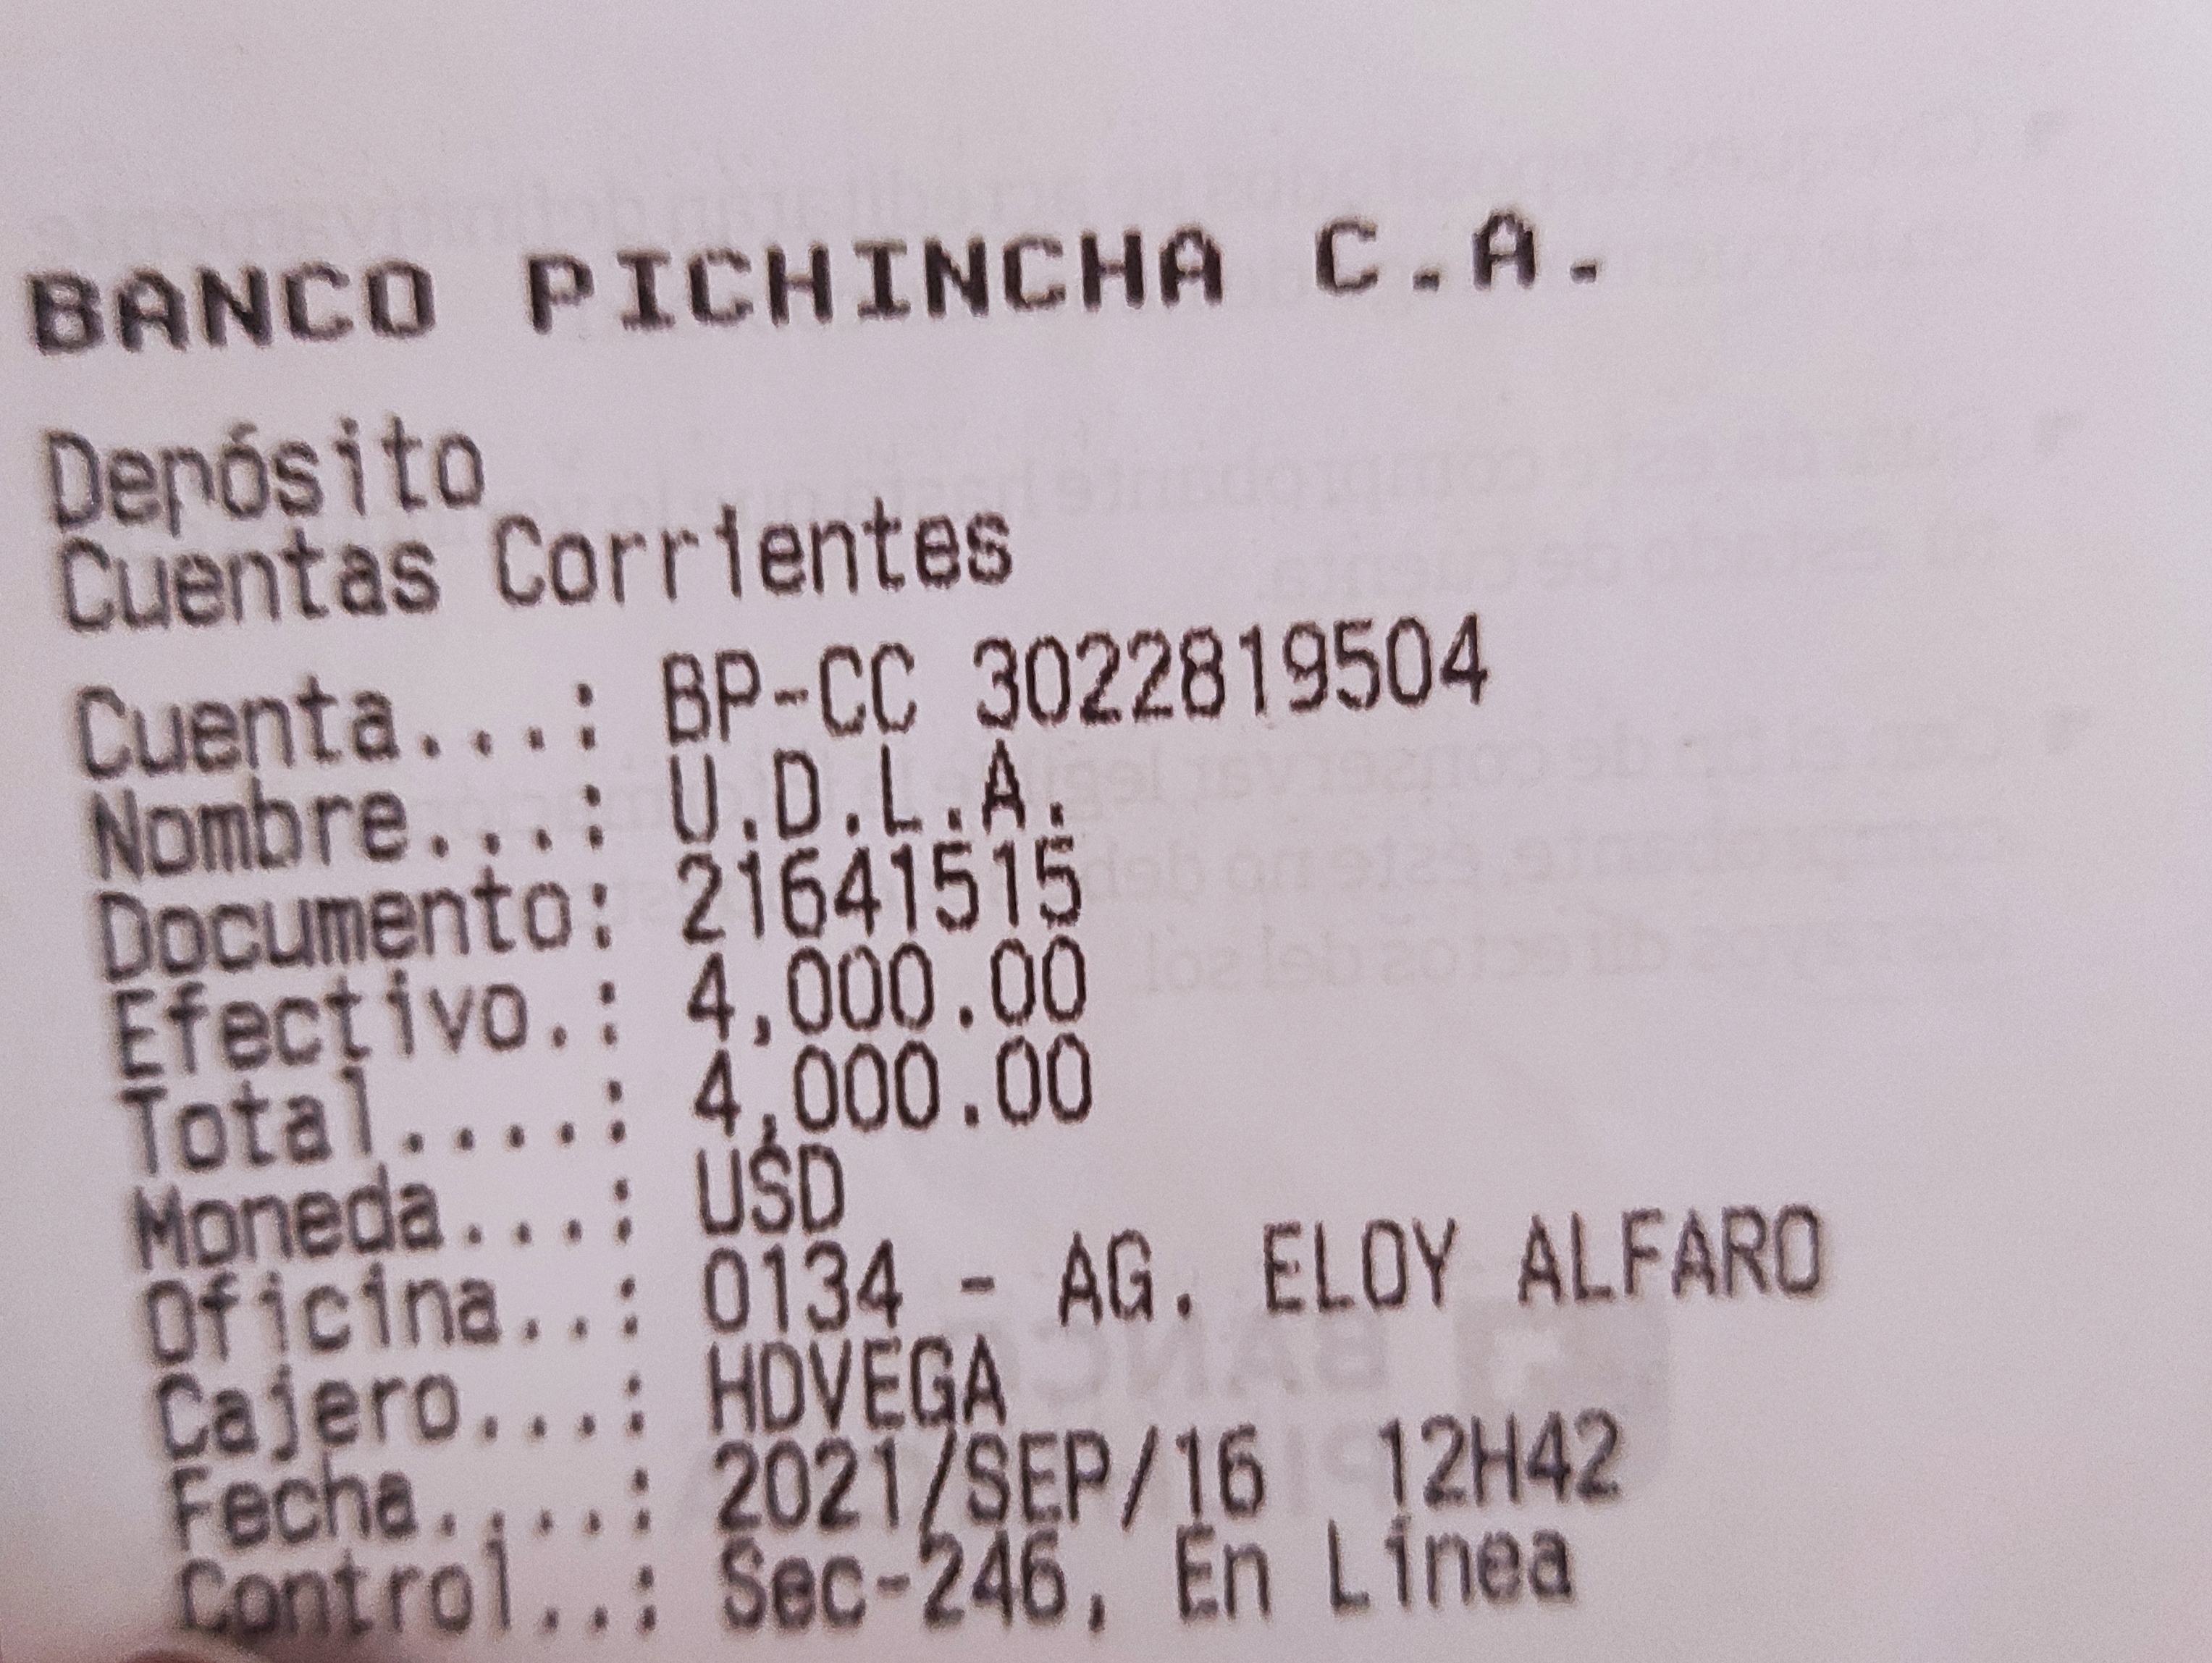 BANCO PICHINCHA C.A.
Depósito
Cuentas Corrientes
Cuenta...: BP-CC 3022819504
Nombre...: U.D.L.A.
Documento: 21641515
Efectivo.: 4,000.00
Total....: 4,000.00
Moneda...: USD
Oficina..: 0134 - AG. ELOY ALFARO
Cajero...: HDVEGA
Fecha....: 2021/SEP/16 12H42
Control..: Sec-246, En Línea